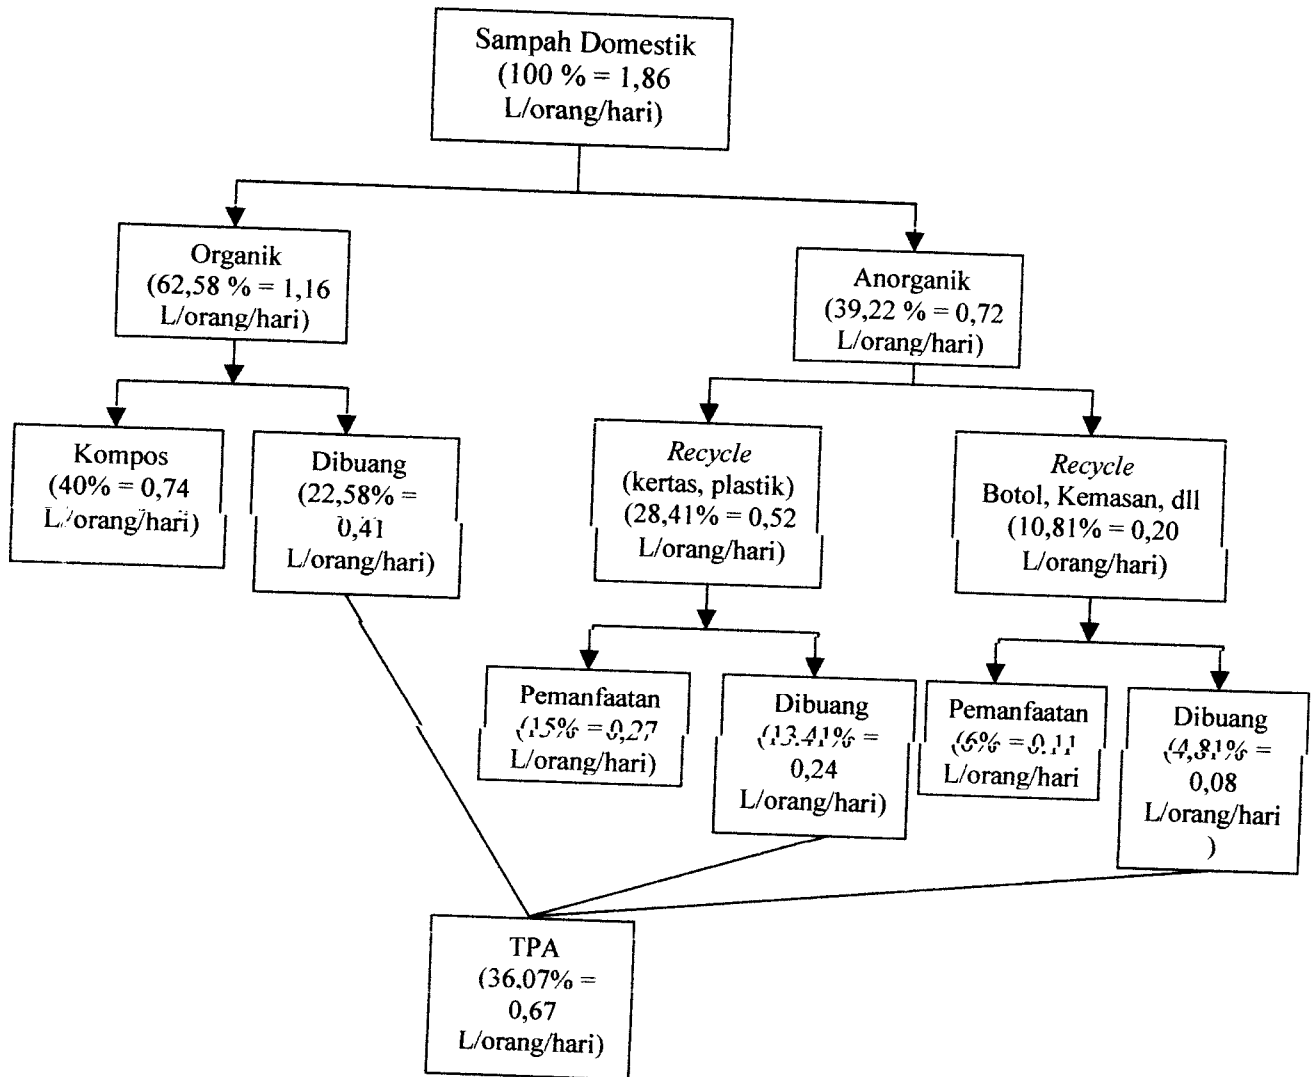 Sampah Domestik
(100 % = 1,86
L/orang/hari)
Organik
(62,58 % = 1,16
L/orang/hari)
Anorganik
(39,22 % = 0,72
L/orang/hari)
Kompos
(40% = 0,74
L/orang/hari)
Dibuang
(22,58% =
0,41
L/orang/hari)
Recycle
(kertas, plastik)
(28,41% = 0,52
L/orang/hari)
Recycle
Botol, Kemasan, dll
(10,81% = 0,20
L/orang/hari)
Pemanfaatan
(15% = 0,27
L/orang/hari)
Dibuang
(13.41% =
0,24
L/orang/hari)
Pemanfaatan
(6% = 0.11
L/orang/hari
Dibuang
(4,81% =
0,08
L/orang/hari
)
TPA
(36,07% =
0,67
L/orang/hari)